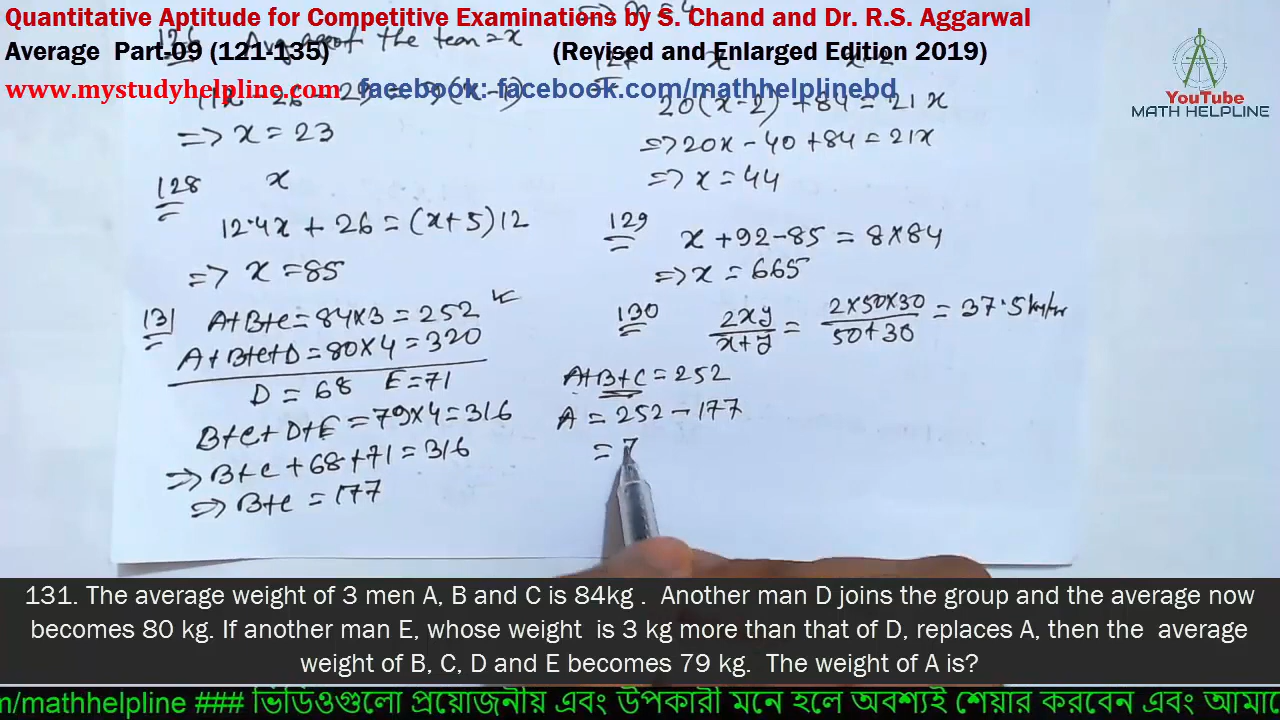 Quantitative Aptitude for Competitive Examinations by S. Chand and Dr. R.S. Aggarwal
Average Part-09 (121-135) (Revised and Enlarged Edition 2019)
www.mystudyhelpline.com facebook: facebook.com/mathhelplinebd
YouTube
MATH HELPLINE
=> x = 23
128 x
12.4x + 26 = (x+5)12
=> x = 85
131 A+B+C = 84×3 = 252
A+B+C+D = 80×4 = 320
D = 68 E = 71
B+C+D+E = 79×4 = 316
=> B+C+68+71 = 316
=> B+C = 177
127 x x-2
20(x-2)+84 = 21x
=> 20x - 40 + 84 = 21x
=> x = 44
129 x + 92 - 85 = 8×84
=> x = 665
130 2xy/x+y = 2×50×30/50+30 = 37.5 km/hr
A+B+C = 252
A = 252 - 177
= 7
131. The average weight of 3 men A, B and C is 84kg . Another man D joins the group and the average now
becomes 80 kg. If another man E, whose weight is 3 kg more than that of D, replaces A, then the average
weight of B, C, D and E becomes 79 kg. The weight of A is?
m/mathhelpline ### ভিডিওগুলো প্রয়োজনীয় এবং উপকারী মনে হলে অবশ্যই শেয়ার করবেন এবং আমাদে